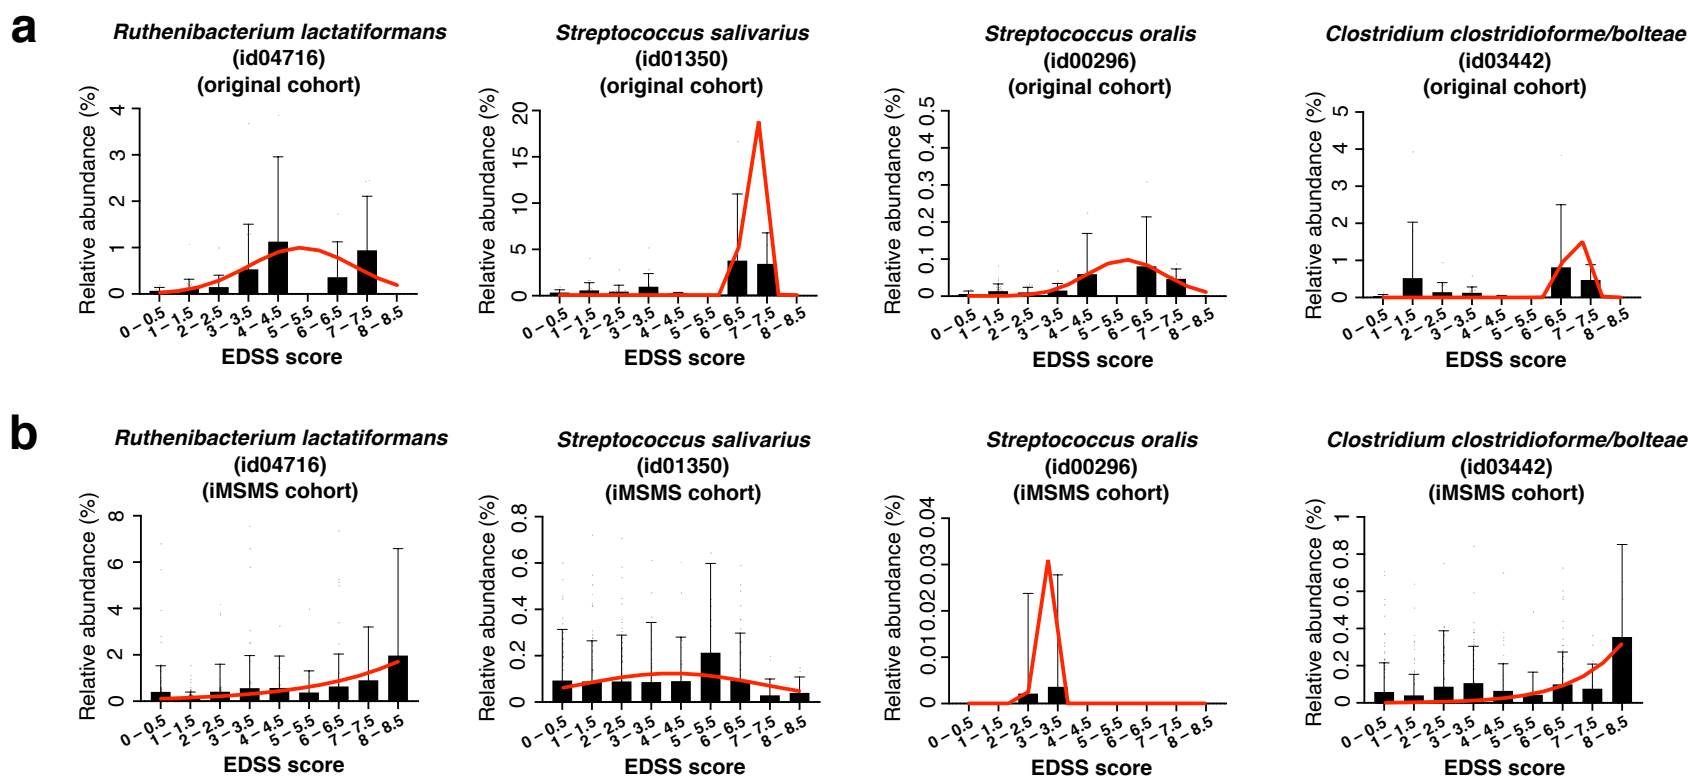 a
Ruthenibacterium lactatiformans
(id04716)
(original cohort)
Relative abundance (%)
4
3
2
1
0
0 – 0.5
1 – 1.5
2 – 2.5
3 – 3.5
4 – 4.5
5 – 5.5
6 – 6.5
7 – 7.5
8 – 8.5
EDSS score
Streptococcus salivarius
(id01350)
(original cohort)
Relative abundance (%)
20
15
10
5
0
0 – 0.5
1 – 1.5
2 – 2.5
3 – 3.5
4 – 4.5
5 – 5.5
6 – 6.5
7 – 7.5
8 – 8.5
EDSS score
Streptococcus oralis
(id00296)
(original cohort)
Relative abundance (%)
0.5
0.4
0.3
0.2
0.1
0
0 – 0.5
1 – 1.5
2 – 2.5
3 – 3.5
4 – 4.5
5 – 5.5
6 – 6.5
7 – 7.5
8 – 8.5
EDSS score
Clostridium clostridioforme/bolteae
(id03442)
(original cohort)
Relative abundance (%)
5
4
3
2
1
0
0 – 0.5
1 – 1.5
2 – 2.5
3 – 3.5
4 – 4.5
5 – 5.5
6 – 6.5
7 – 7.5
8 – 8.5
EDSS score
b
Ruthenibacterium lactatiformans
(id04716)
(iMSMS cohort)
Relative abundance (%)
8
6
4
2
0
0 – 0.5
1 – 1.5
2 – 2.5
3 – 3.5
4 – 4.5
5 – 5.5
6 – 6.5
7 – 7.5
8 – 8.5
EDSS score
Streptococcus salivarius
(id01350)
(iMSMS cohort)
Relative abundance (%)
0.8
0.6
0.4
0.2
0
0 – 0.5
1 – 1.5
2 – 2.5
3 – 3.5
4 – 4.5
5 – 5.5
6 – 6.5
7 – 7.5
8 – 8.5
EDSS score
Streptococcus oralis
(id00296)
(iMSMS cohort)
Relative abundance (%)
0.04
0.03
0.02
0.01
0
0 – 0.5
1 – 1.5
2 – 2.5
3 – 3.5
4 – 4.5
5 – 5.5
6 – 6.5
7 – 7.5
8 – 8.5
EDSS score
Clostridium clostridioforme/bolteae
(id03442)
(iMSMS cohort)
Relative abundance (%)
1
0.8
0.6
0.4
0.2
0
0 – 0.5
1 – 1.5
2 – 2.5
3 – 3.5
4 – 4.5
5 – 5.5
6 – 6.5
7 – 7.5
8 – 8.5
EDSS score